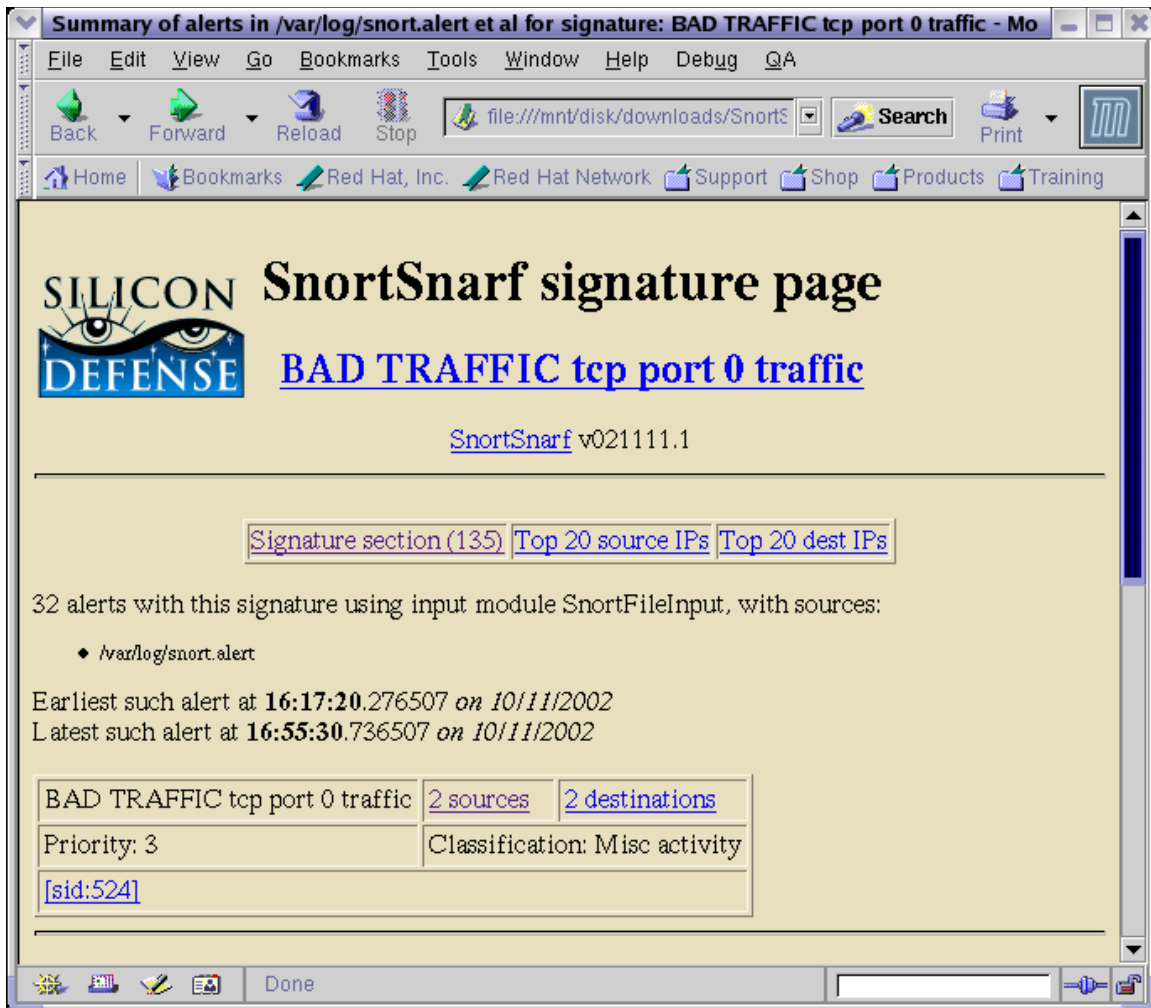 Summary of alerts in /var/log/snort.alert et al for signature: BAD TRAFFIC tcp port 0 traffic - Mo
File Edit View Go Bookmarks Tools Window Help Debug QA
Back Forward Reload Stop file:///mnt/disk/downloads/SnortS Search Print
Home Bookmarks Red Hat, Inc. Red Hat Network Support Shop Products Training
SILICON DEFENSE
SnortSnarf signature page
BAD TRAFFIC tcp port 0 traffic
SnortSnarf v021111.1
Signature section (135) Top 20 source IPs Top 20 dest IPs
32 alerts with this signature using input module SnortFileInput, with sources:
/var/log/snort.alert
Earliest such alert at 16:17:20.276507 on 10/11/2002
Latest such alert at 16:55:30.736507 on 10/11/2002
BAD TRAFFIC tcp port 0 traffic 2 sources 2 destinations
Priority: 3 Classification: Misc activity
[sid:524]
Done